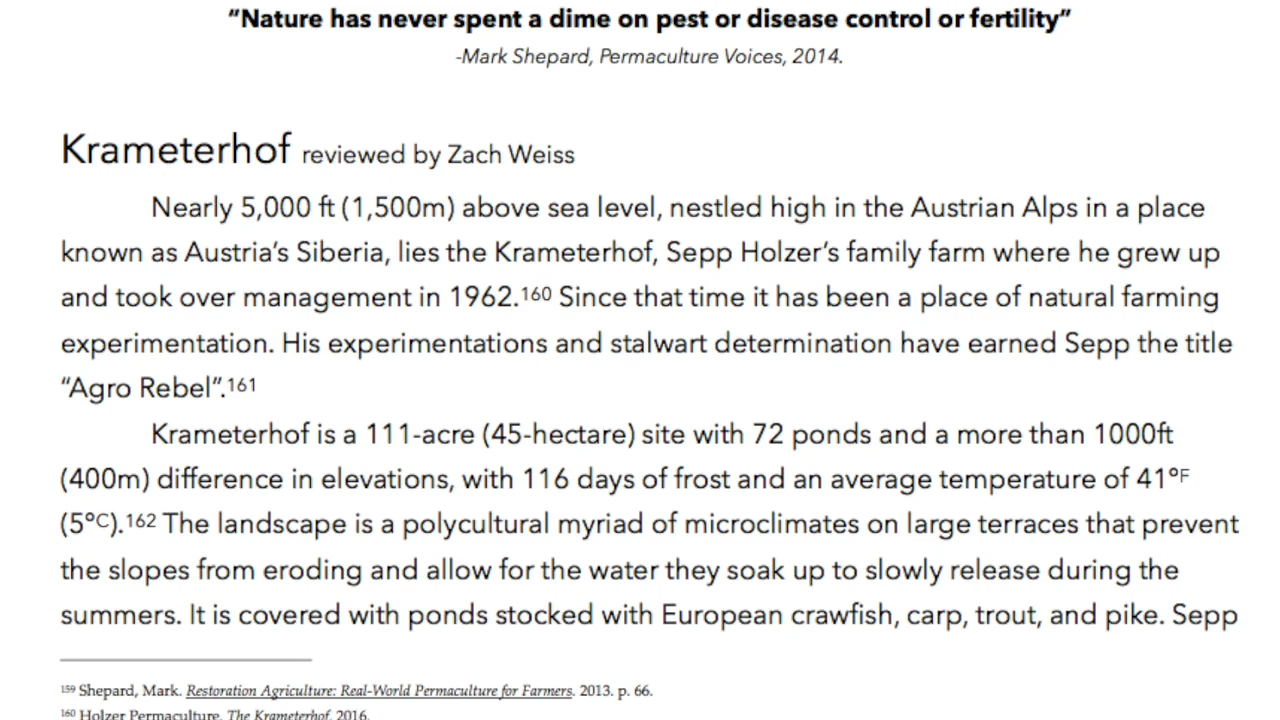 "Nature has never spent a dime on pest or disease control or fertility"
-Mark Shepard, Permaculture Voices, 2014.
Krameterhof reviewed by Zach Weiss
Nearly 5,000 ft (1,500m) above sea level, nestled high in the Austrian Alps in a place
known as Austria's Siberia, lies the Krameterhof, Sepp Holzer's family farm where he grew up
and took over management in 1962.160 Since that time it has been a place of natural farming
experimentation. His experimentations and stalwart determination have earned Sepp the title
"Agro Rebel".161
Krameterhof is a 111-acre (45-hectare) site with 72 ponds and a more than 1000ft
(400m) difference in elevations, with 116 days of frost and an average temperature of 41°F
(5°C).162 The landscape is a polycultural myriad of microclimates on large terraces that prevent
the slopes from eroding and allow for the water they soak up to slowly release during the
summers. It is covered with ponds stocked with European crawfish, carp, trout, and pike. Sepp
159 Shepard, Mark. Restoration Agriculture: Real-World Permaculture for Farmers. 2013. p. 66.
160 Holzer Permaculture. The Krameterhof. 2016.